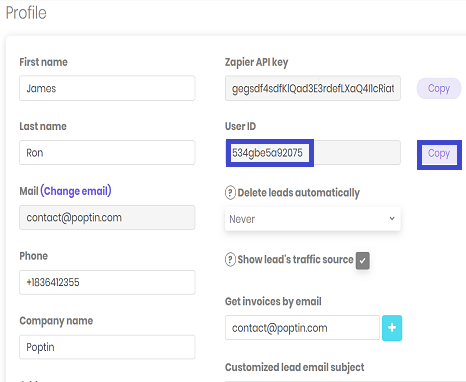 Profile
First name
James
Last name
Ron
Mail (Change email)
contact@poptin.com
Phone
+1836412355
Company name
Poptin
Zapier API key
Copy
User ID
534gbe5a92075
Copy
? Delete leads automatically
Never
? Show lead's traffic source
Get invoices by email
contact@poptin.com
+
Customized lead email subject